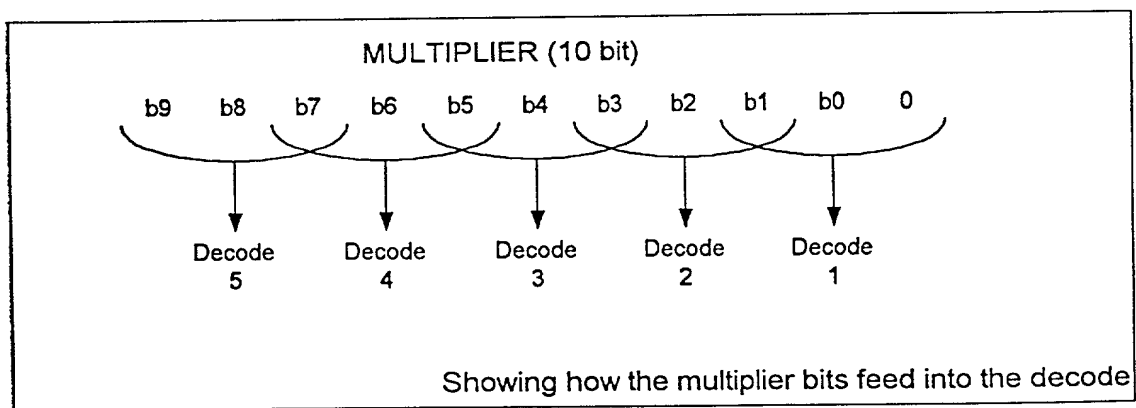 MULTIPLIER (10 bit)
b9 b8 b7 b6 b5 b4 b3 b2 b1 b0 0
Decode Decode Decode Decode Decode
5 4 3 2 1
Showing how the multiplier bits feed into the decode